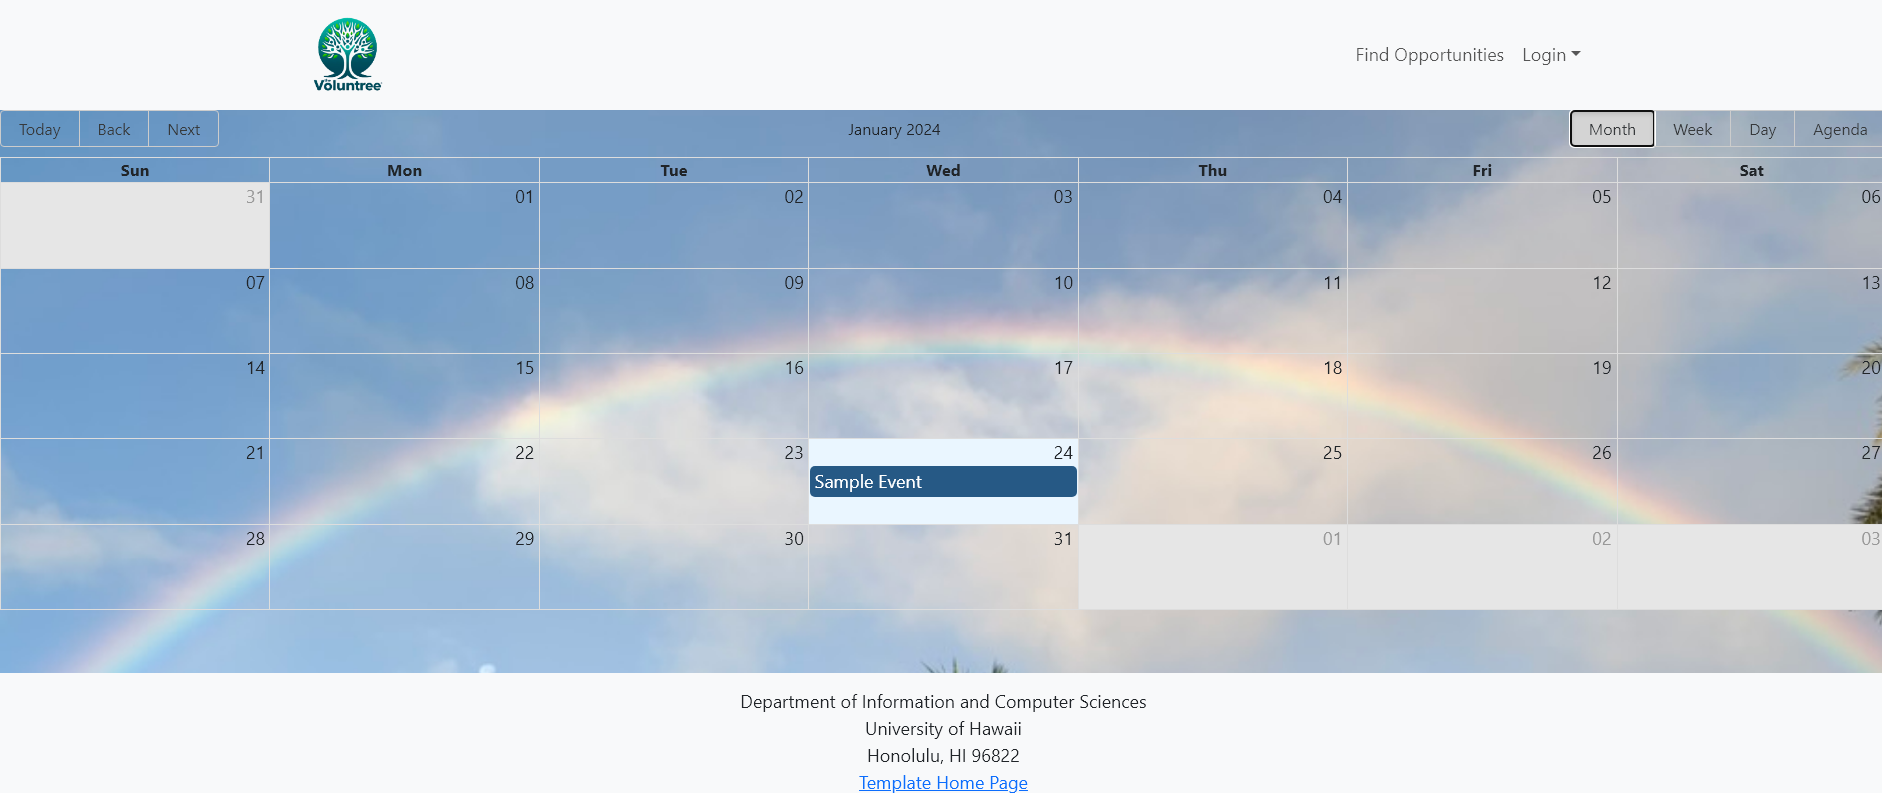 The
Voluntree
Find Opportunities Login
Today Back Next January 2024 Month Week Day Agenda
Sun Mon Tue Wed Thu Fri Sat
31 01 02 03 04 05 06
07 08 09 10 11 12 13
14 15 16 17 18 19 20
21 22 23 24 25 26 27
Sample Event
28 29 30 31 01 02 03
Department of Information and Computer Sciences
University of Hawaii
Honolulu, HI 96822
Template Home Page